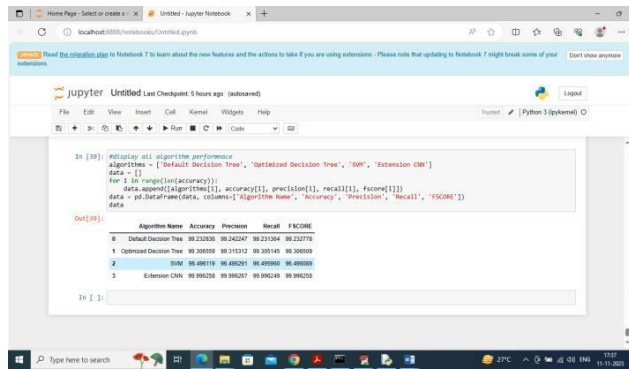 Home Page - Select or create a n
Untitled - Jupyter Notebook
localhost:8888/notebooks/Untitled.ipynb
UPDATE Read the migration plan to Notebook 7 to learn about the new features and the actions to take if you are using extensions - Please note that updating to Notebook 7 might break some of your extensions.
Don't show anymore
jupyter Untitled Last Checkpoint: 5 hours ago (autosaved)
Logout
File Edit View Insert Cell Kernel Widgets Help
Trusted Python 3 (ipykernel)
Run Code
In [39]: #display all algorithm performnace
algorithms = ['Default Decision Tree', 'Optimized Decision Tree', 'SVM', 'Extension CNN']
data = []
for i in range(len(accuracy)):
data.append([algorithms[i], accuracy[i], precision[i], recall[i], fscore[i]])
data = pd.DataFrame(data, columns=['Algorithm Name', 'Accuracy', 'Precision', 'Recall', 'FSCORE'])
data
Out[39]:
Algorithm Name Accuracy Precision Recall FSCORE
0 Default Decision Tree 99.232836 99.242247 99.231364 99.232778
1 Optimized Decision Tree 99.306559 99.315312 99.305145 99.306509
2 SVM 96.496119 96.496291 96.495960 96.496089
3 Extension CNN 99.996258 99.996267 99.996249 99.996258
In [ ]:
Type here to search
27°C
ENG
17:37
11-11-2023